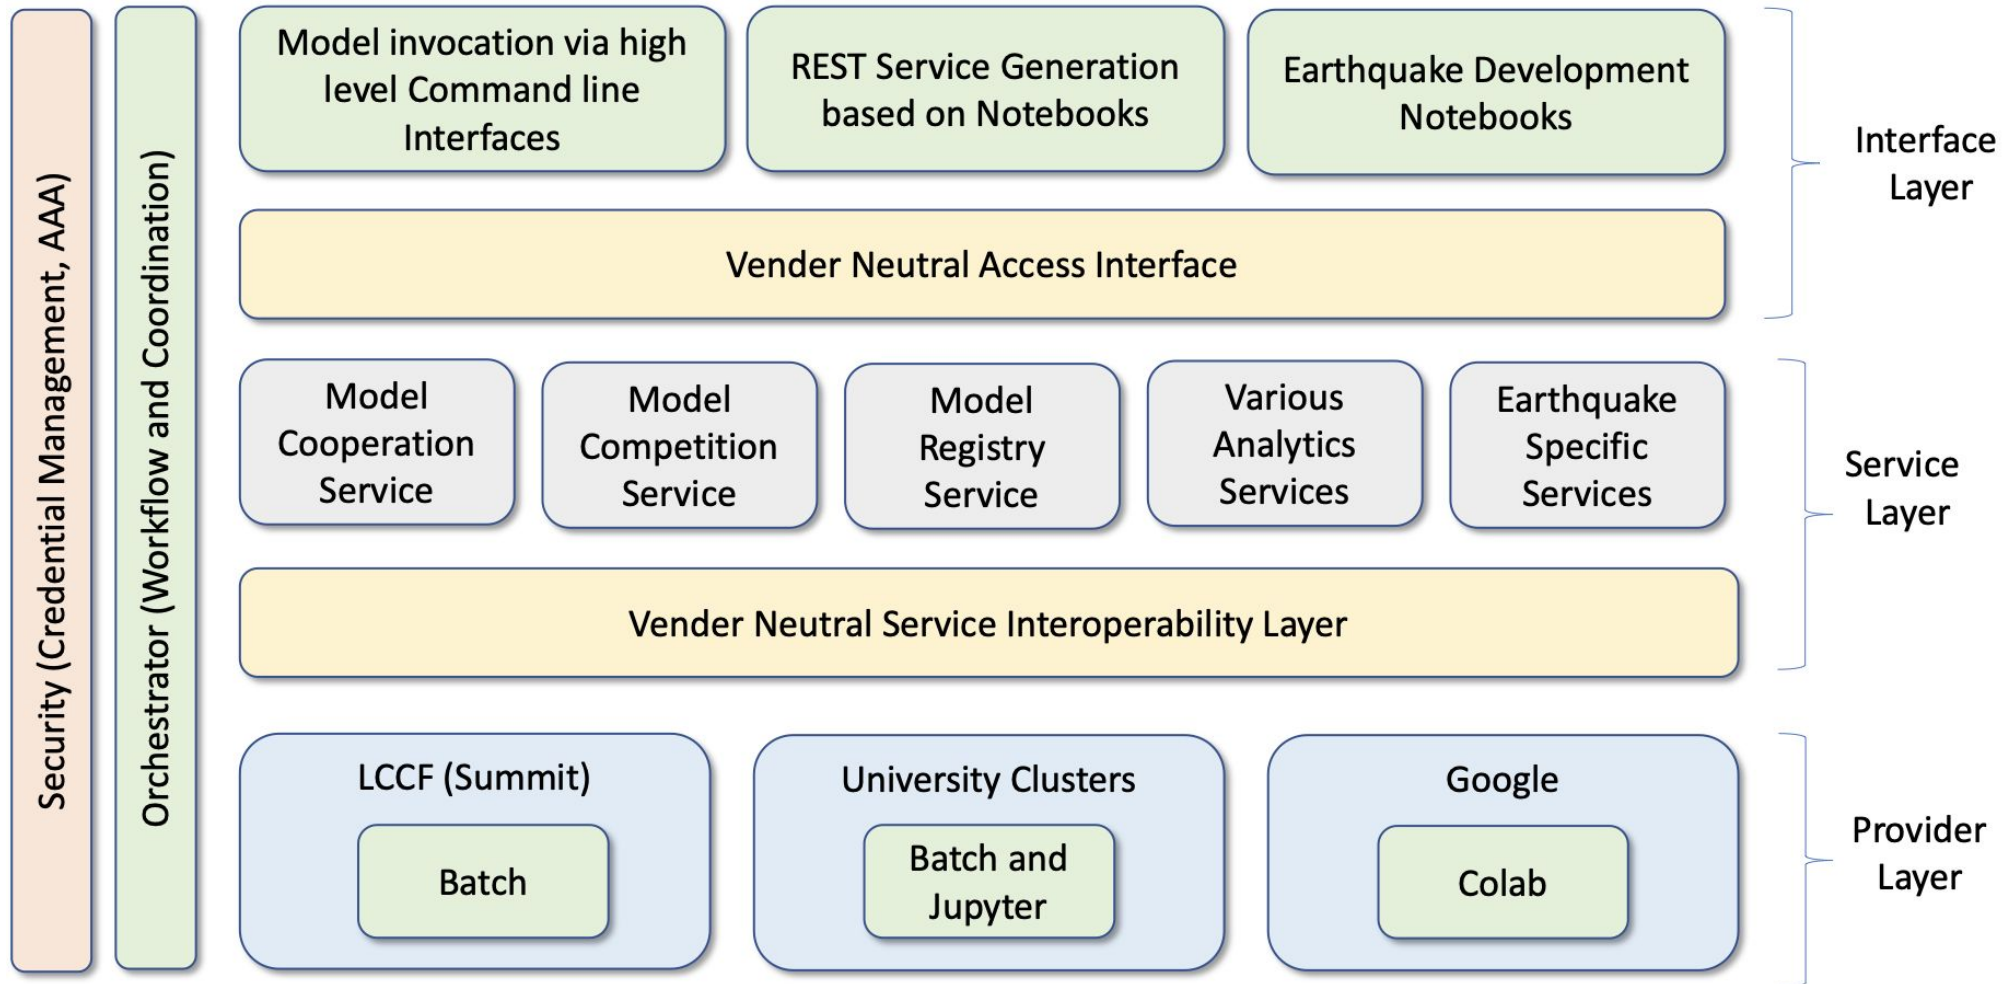 Security (Credential Management, AAA)
Orchestrator (Workflow and Coordination)
Model invocation via high
level Command line
Interfaces
REST Service Generation
based on Notebooks
Earthquake Development
Notebooks
Interface
Layer
Vender Neutral Access Interface
Model
Cooperation
Service
Model
Competition
Service
Model
Registry
Service
Various
Analytics
Services
Earthquake
Specific
Services
Service
Layer
Vender Neutral Service Interoperability Layer
LCCF (Summit)
Batch
University Clusters
Batch and
Jupyter
Google
Colab
Provider
Layer